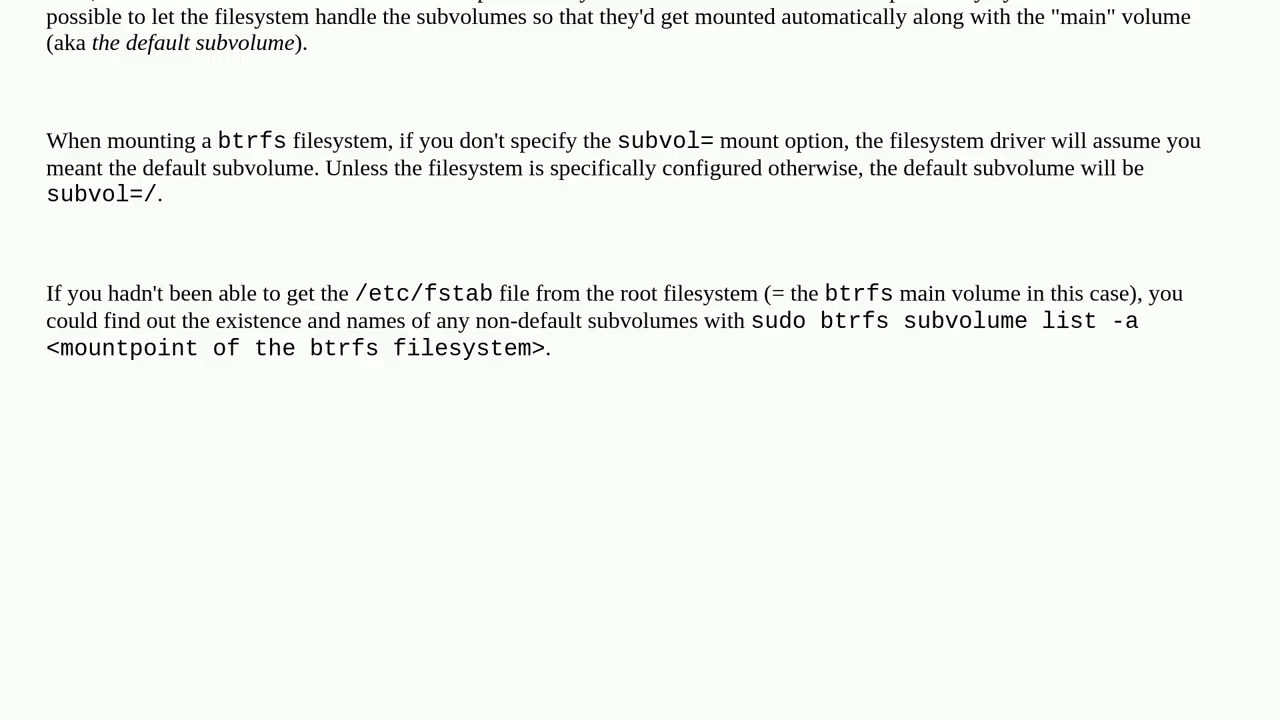 possible to let the filesystem handle the subvolumes so that they'd get mounted automatically along with the "main" volume
(aka the default subvolume).
When mounting a btrfs filesystem, if you don't specify the subvol= mount option, the filesystem driver will assume you
meant the default subvolume. Unless the filesystem is specifically configured otherwise, the default subvolume will be
subvol=/.
If you hadn't been able to get the /etc/fstab file from the root filesystem (= the btrfs main volume in this case), you
could find out the existence and names of any non-default subvolumes with sudo btrfs subvolume list -a
<mountpoint of the btrfs filesystem>.